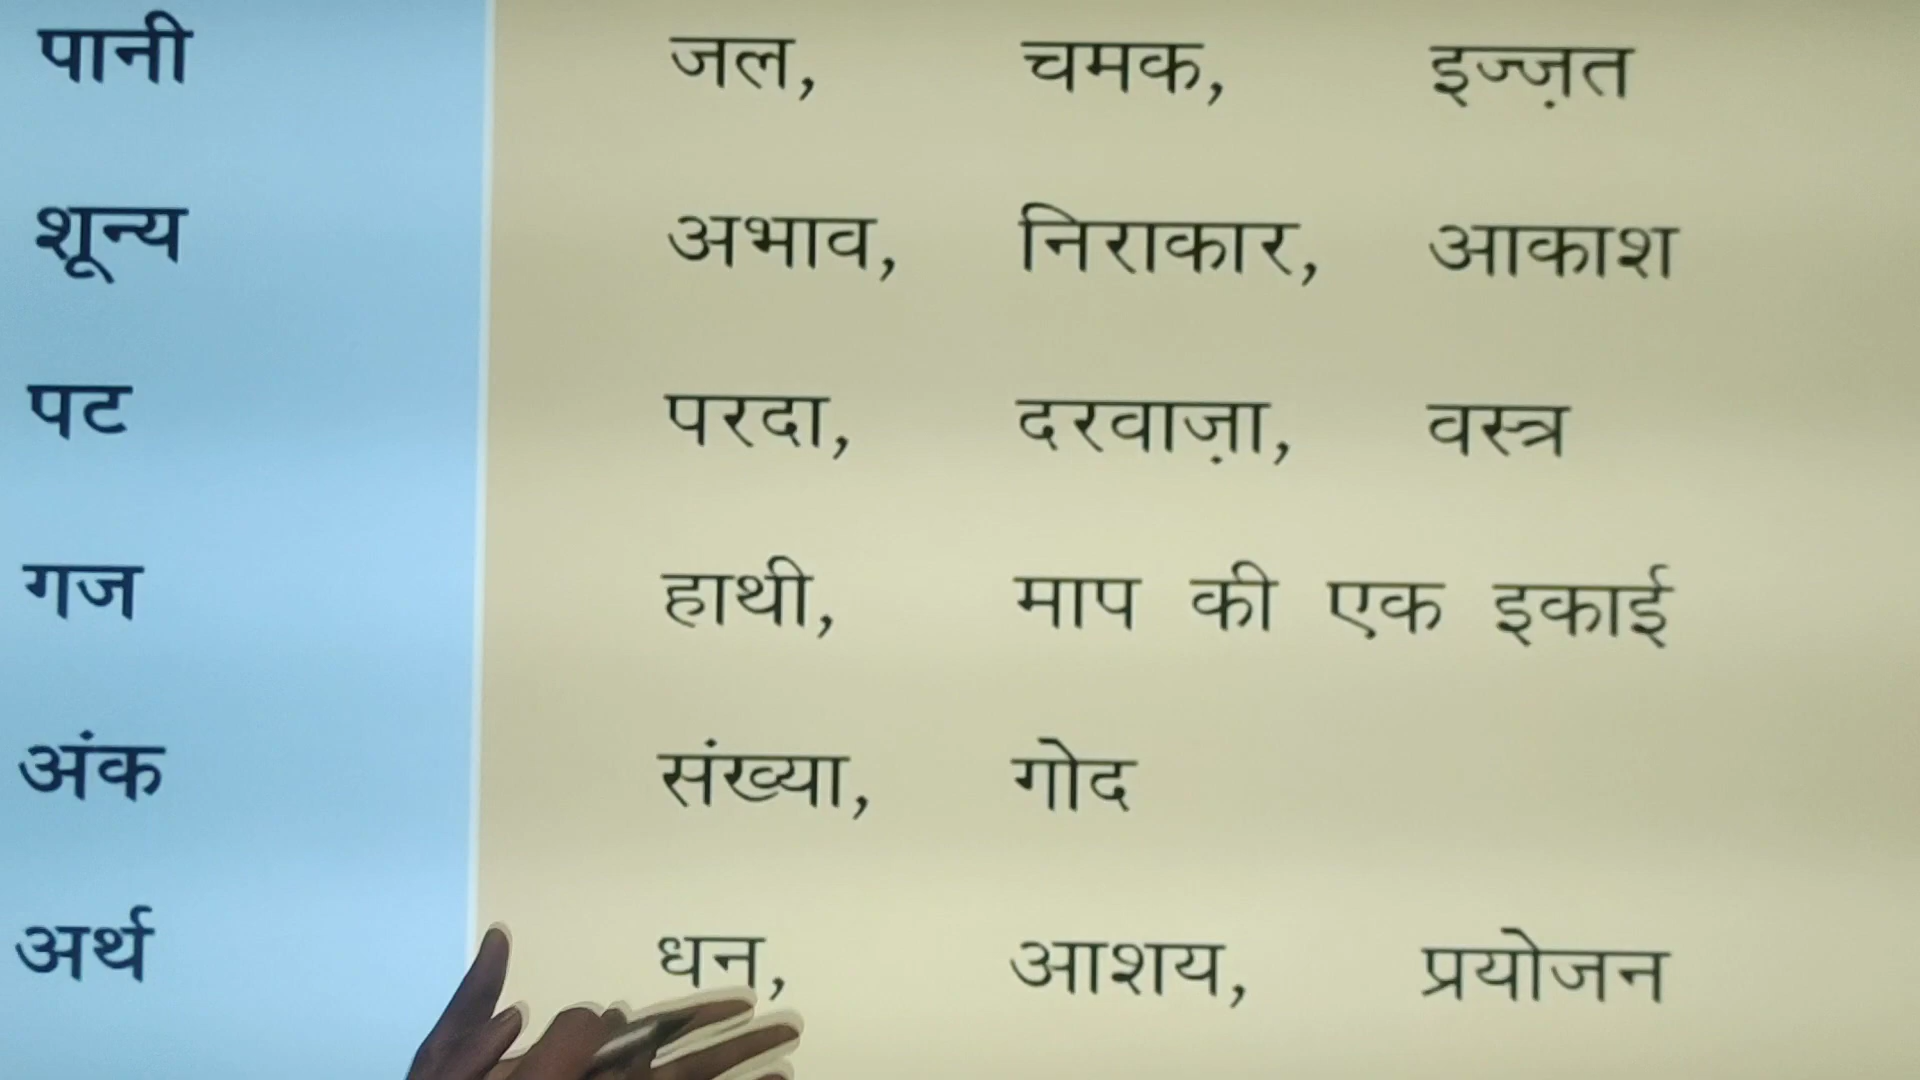 पानी जल, चमक, इज्ज़त
शून्य अभाव, निराकार, आकाश
पट परदा, दरवाज़ा, वस्त्र
गज हाथी, माप की एक इकाई
अंक संख्या, गोद
अर्थ धन, आशय, प्रयोजन